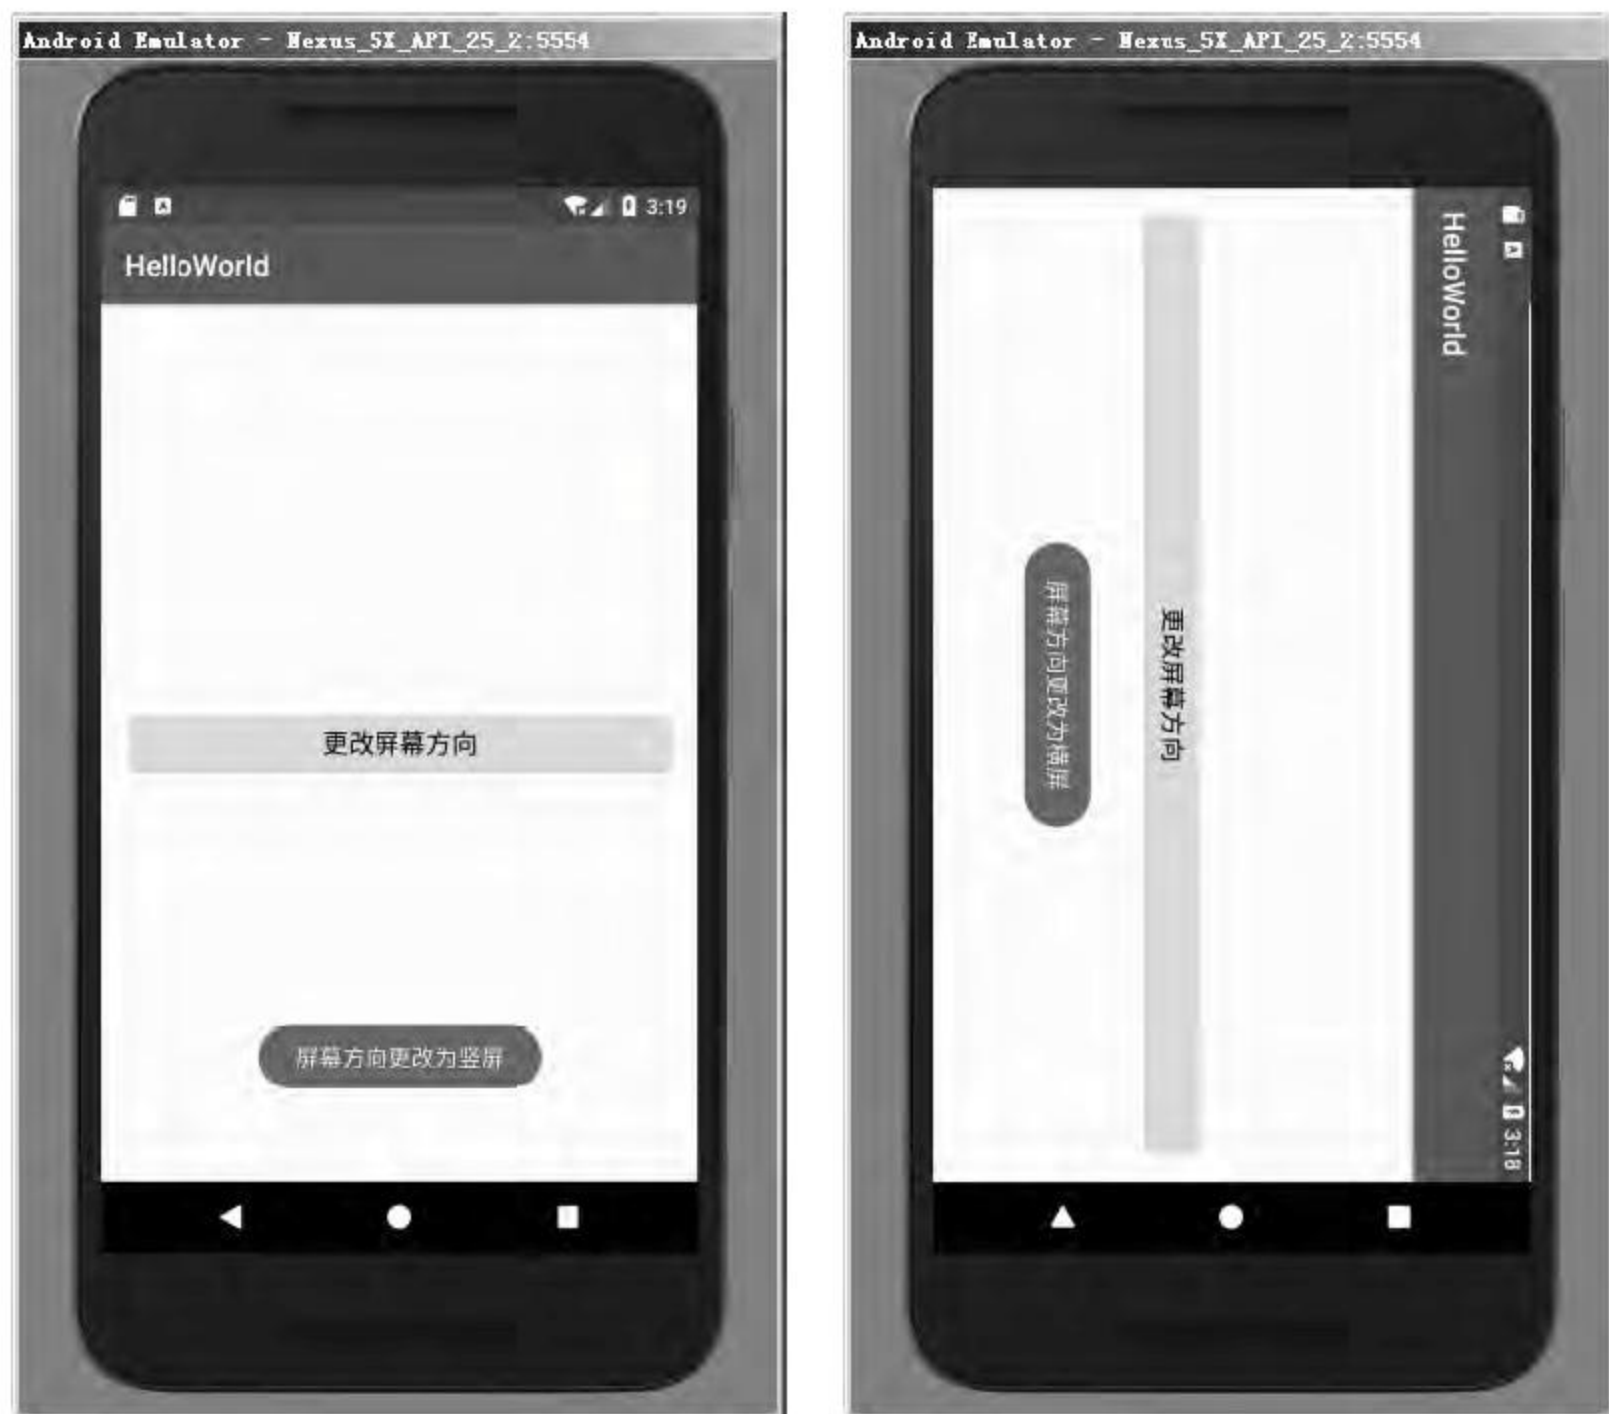 Android Emulator - Nexus_5X_API_25_2:5554
3:19
HelloWorld
更改屏幕方向
屏幕方向更改为竖屏
Android Emulator - Nexus_5X_API_25_2:5554
3:18
HelloWorld
更改屏幕方向
屏幕方向更改为横屏